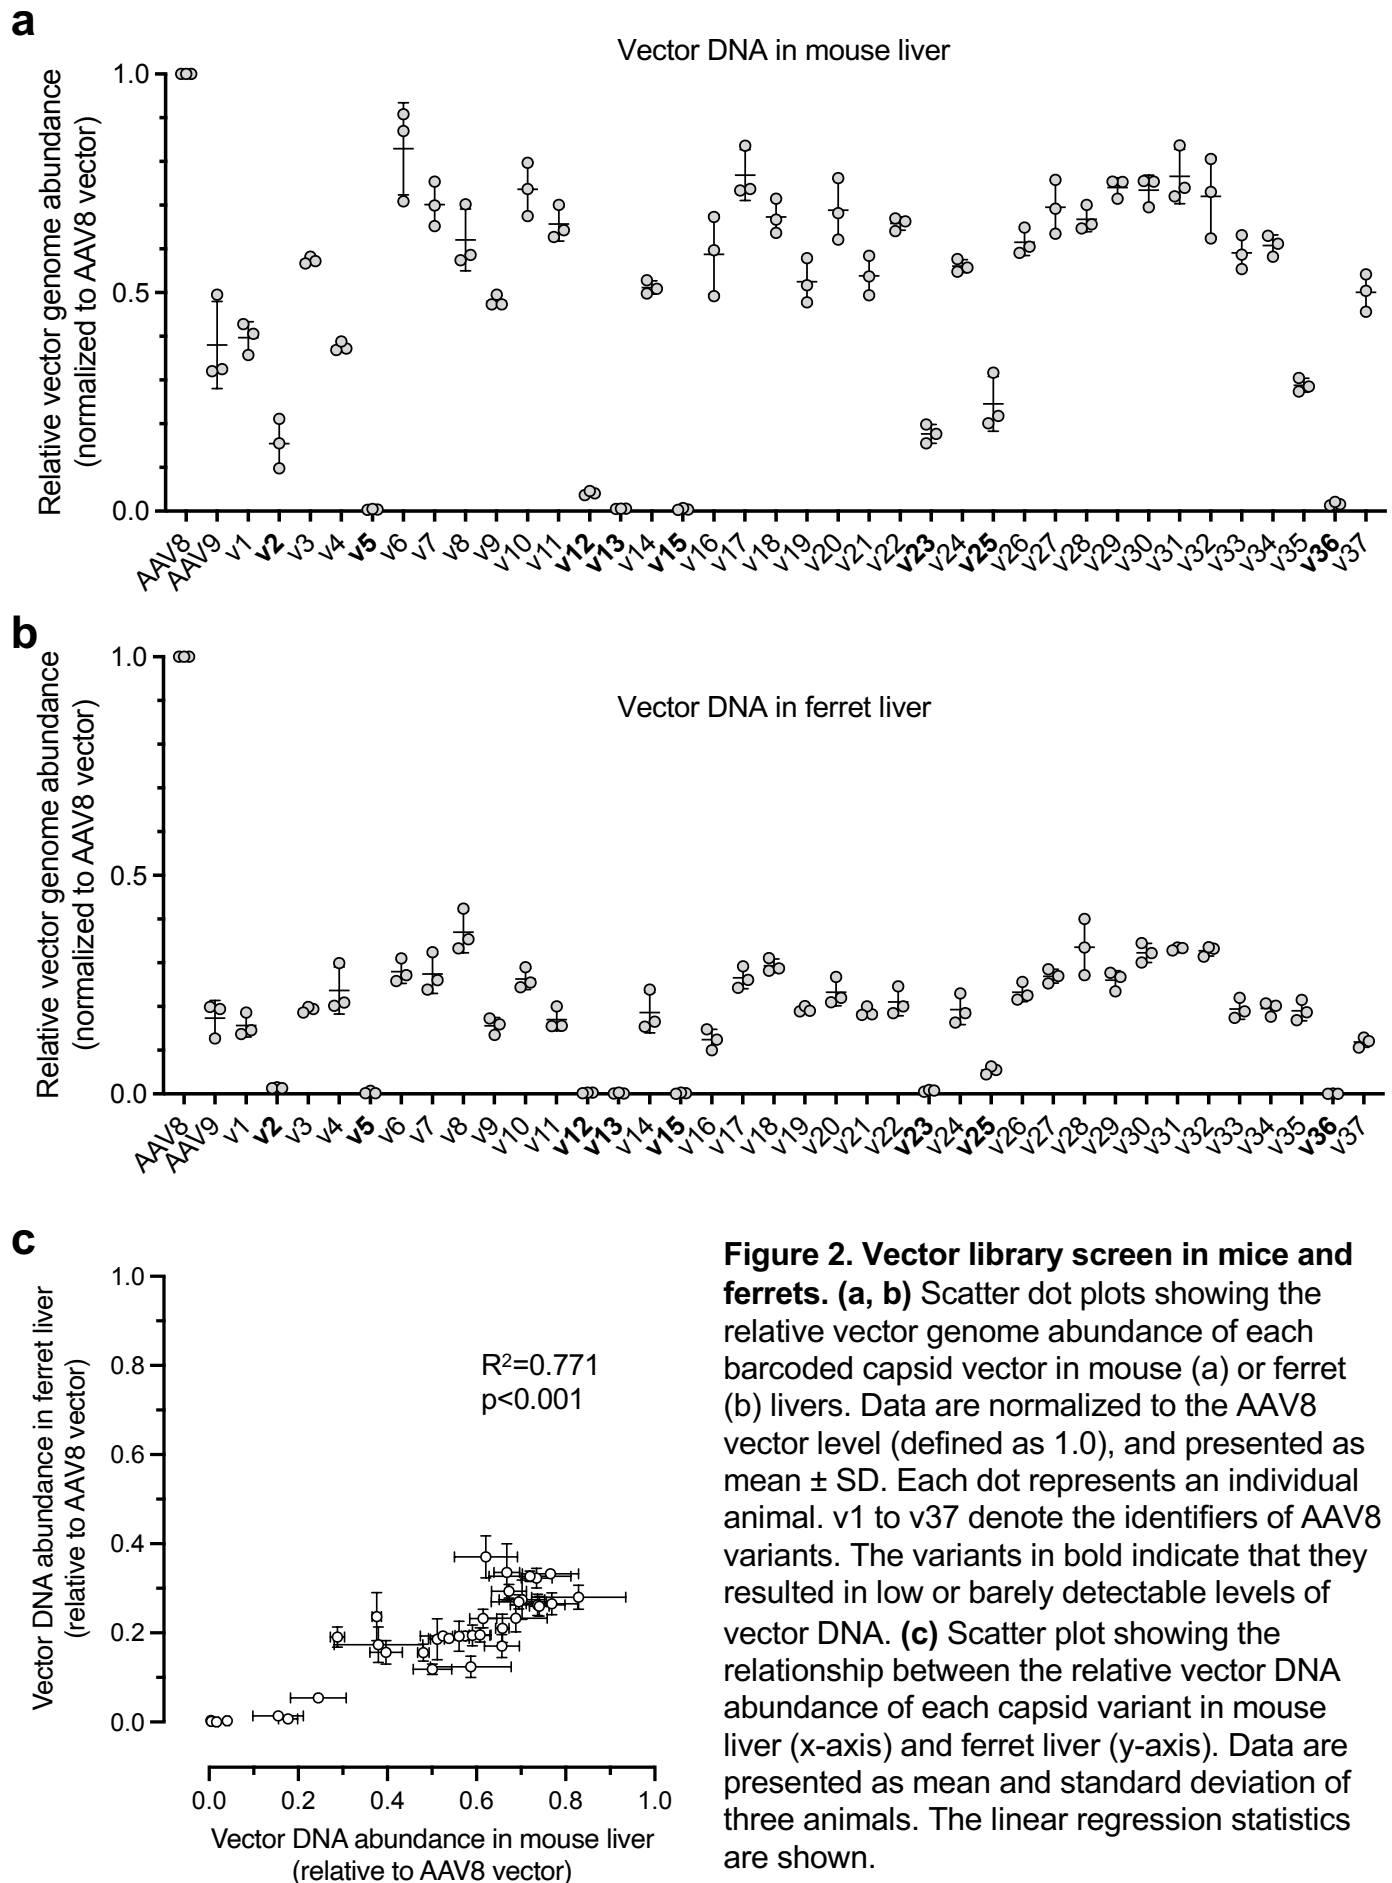 a
Vector DNA in mouse liver
Relative vector genome abundance
(normalized to AAV8 vector)
1.0
0.5
0.0
AAV8 AAV9 v1 v2 v3 v4 v5 v6 v7 v8 v9 v10 v11 v12 v13 v14 v15 v16 v17 v18 v19 v20 v21 v22 v23 v24 v25 v26 v27 v28 v29 v30 v31 v32 v33 v34 v35 v36 v37
b
Vector DNA in ferret liver
Relative vector genome abundance
(normalized to AAV8 vector)
1.0
0.5
0.0
AAV8 AAV9 v1 v2 v3 v4 v5 v6 v7 v8 v9 v10 v11 v12 v13 v14 v15 v16 v17 v18 v19 v20 v21 v22 v23 v24 v25 v26 v27 v28 v29 v30 v31 v32 v33 v34 v35 v36 v37
c
Vector DNA abundance in ferret liver
(relative to AAV8 vector)
1.0
0.8
0.6
0.4
0.2
0.0
R²=0.771
p<0.001
0.0 0.2 0.4 0.6 0.8 1.0
Vector DNA abundance in mouse liver
(relative to AAV8 vector)
Figure 2. Vector library screen in mice and
ferrets. (a, b) Scatter dot plots showing the
relative vector genome abundance of each
barcoded capsid vector in mouse (a) or ferret
(b) livers. Data are normalized to the AAV8
vector level (defined as 1.0), and presented as
mean ± SD. Each dot represents an individual
animal. v1 to v37 denote the identifiers of AAV8
variants. The variants in bold indicate that they
resulted in low or barely detectable levels of
vector DNA. (c) Scatter plot showing the
relationship between the relative vector DNA
abundance of each capsid variant in mouse
liver (x-axis) and ferret liver (y-axis). Data are
presented as mean and standard deviation of
three animals. The linear regression statistics
are shown.